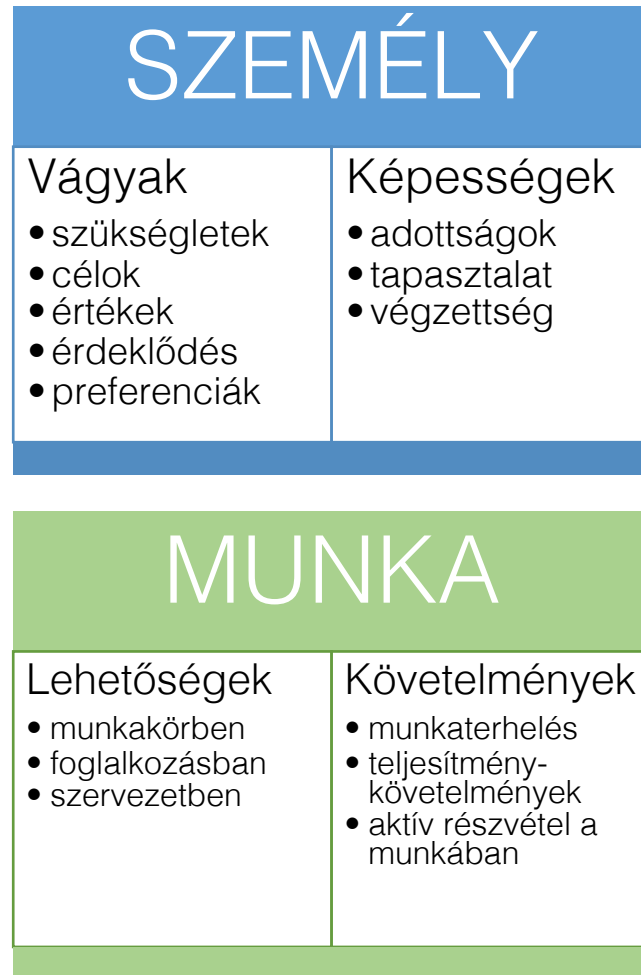 SZEMÉLY
Vágyak
• szükségletek
• célok
• értékek
• érdeklődés
• preferenciák
Képességek
• adottságok
• tapasztalat
• végzettség
MUNKA
Lehetőségek
• munkakörben
• foglalkozásban
• szervezetben
Követelmények
• munkaterhelés
• teljesítmény-
követelmények
• aktív részvétel a
munkában